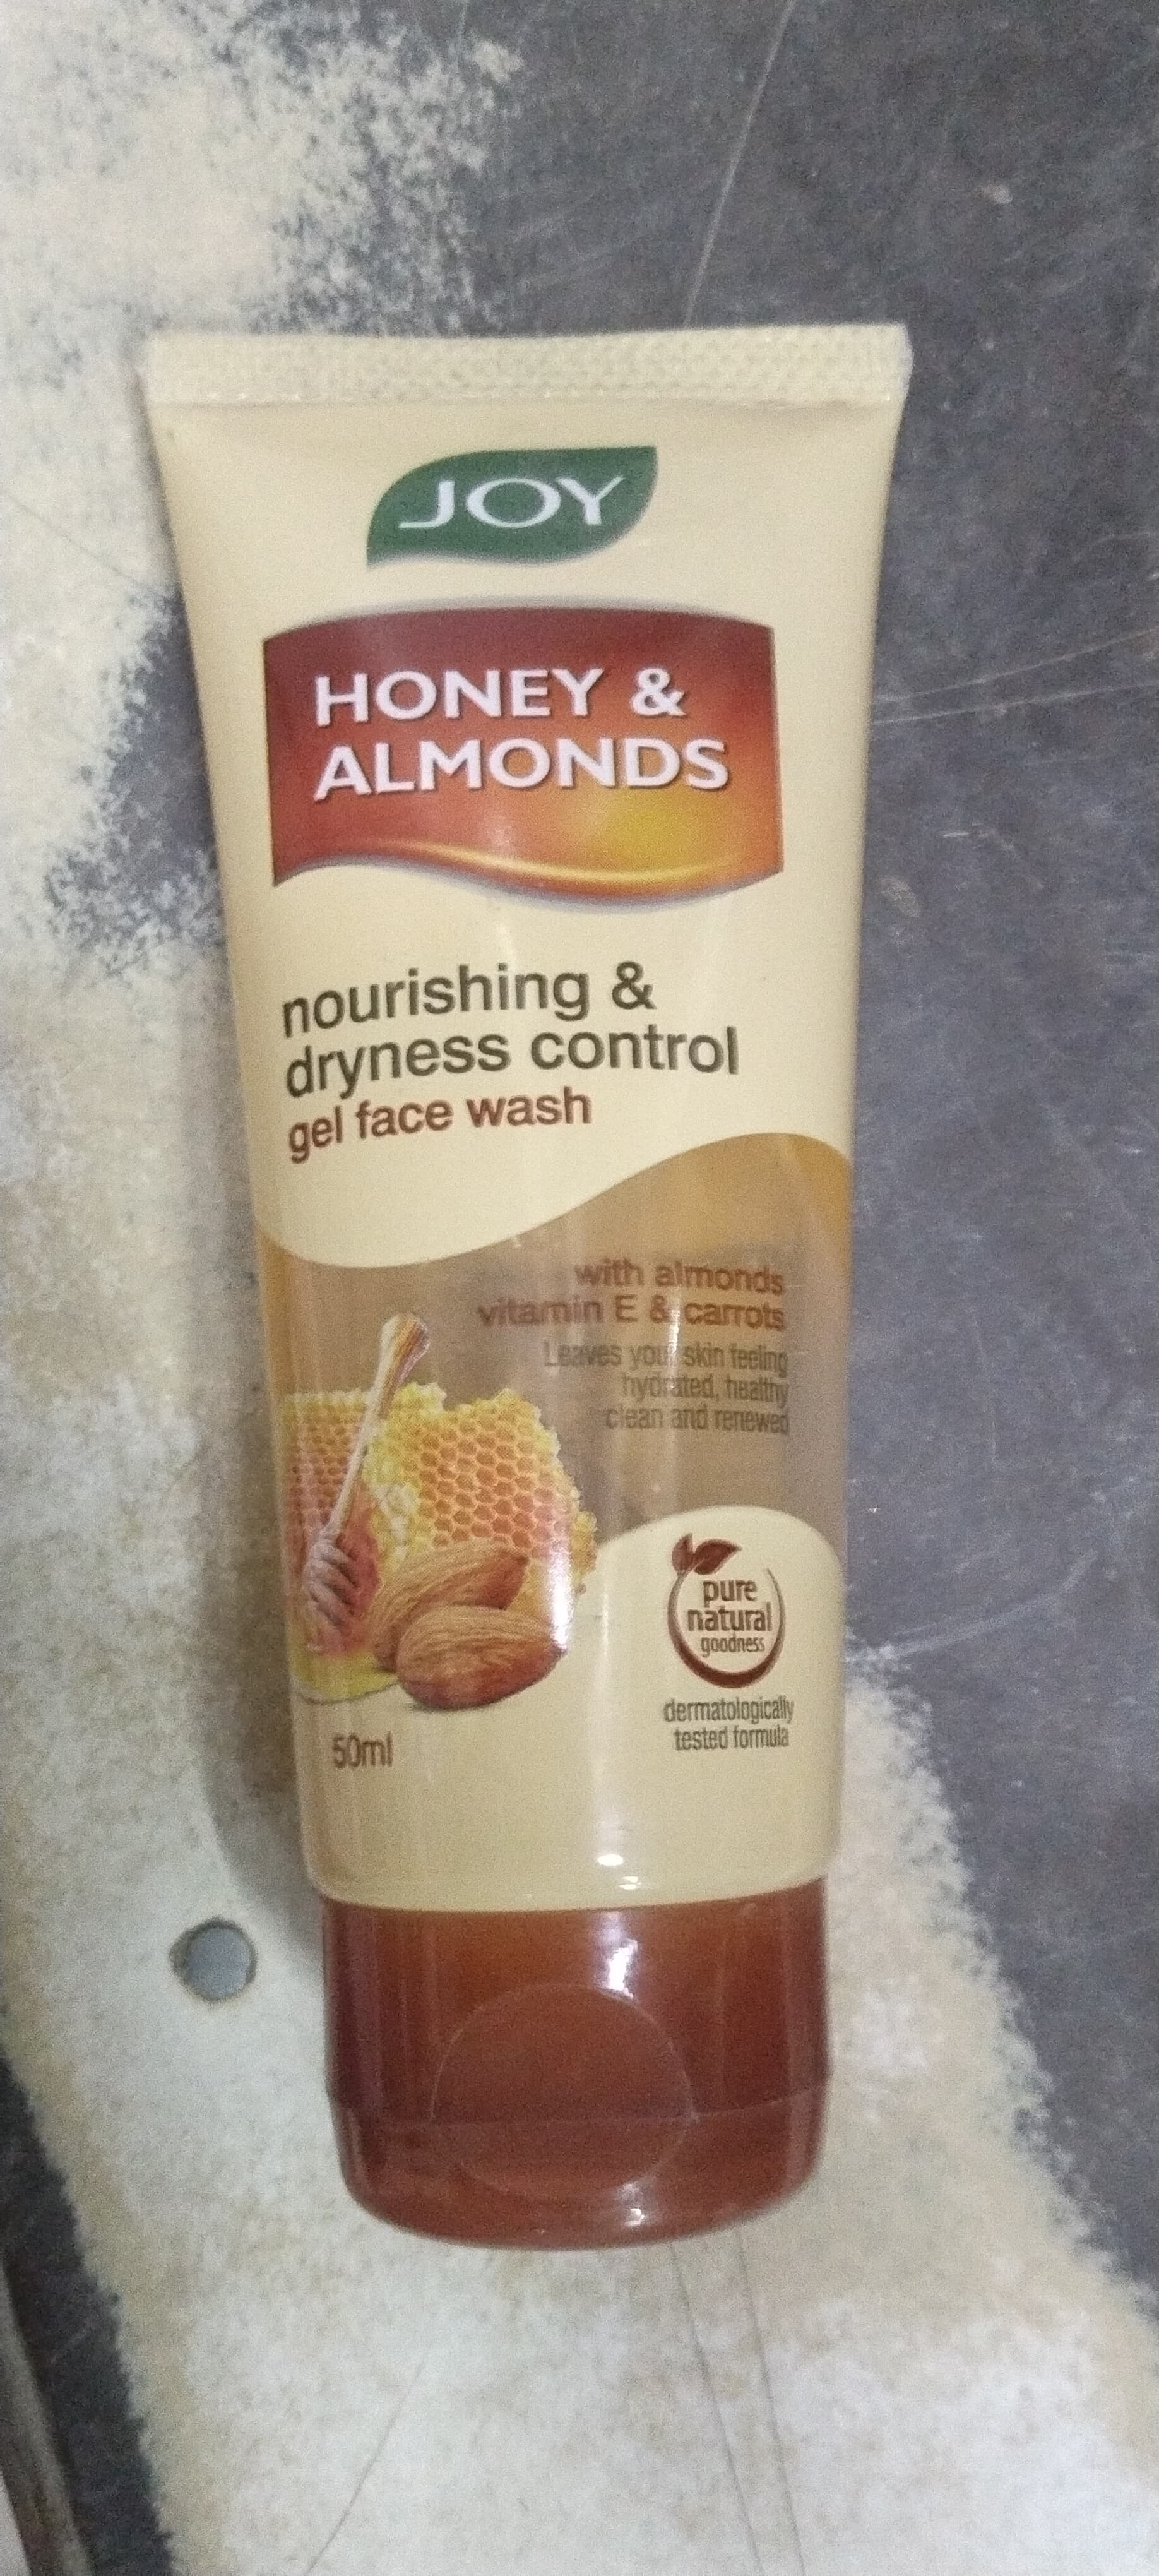 JOY
HONEY &
ALMONDS
nourishing &
dryness control
gel face wash
with almonds
vitamin E & carrots
Leaves your skin feeling
hydrated, healthy
clean and renewed
pure
natural
goodness
dermatologically
tested formula
50ml